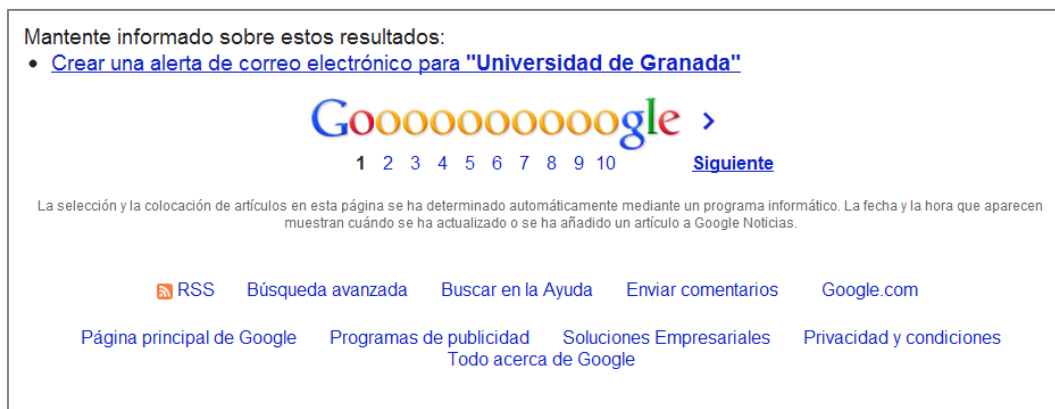 Mantente informado sobre estos resultados:
• Crear una alerta de correo electrónico para "Universidad de Granada"
Goooooooooogle >
1 2 3 4 5 6 7 8 9 10 Siguiente
La selección y la colocación de artículos en esta página se ha determinado automáticamente mediante un programa informático. La fecha y la hora que aparecen
muestran cuándo se ha actualizado o se ha añadido un artículo a Google Noticias.
RSS Búsqueda avanzada Buscar en la Ayuda Enviar comentarios Google.com
Página principal de Google Programas de publicidad Soluciones Empresariales Privacidad y condiciones
Todo acerca de Google